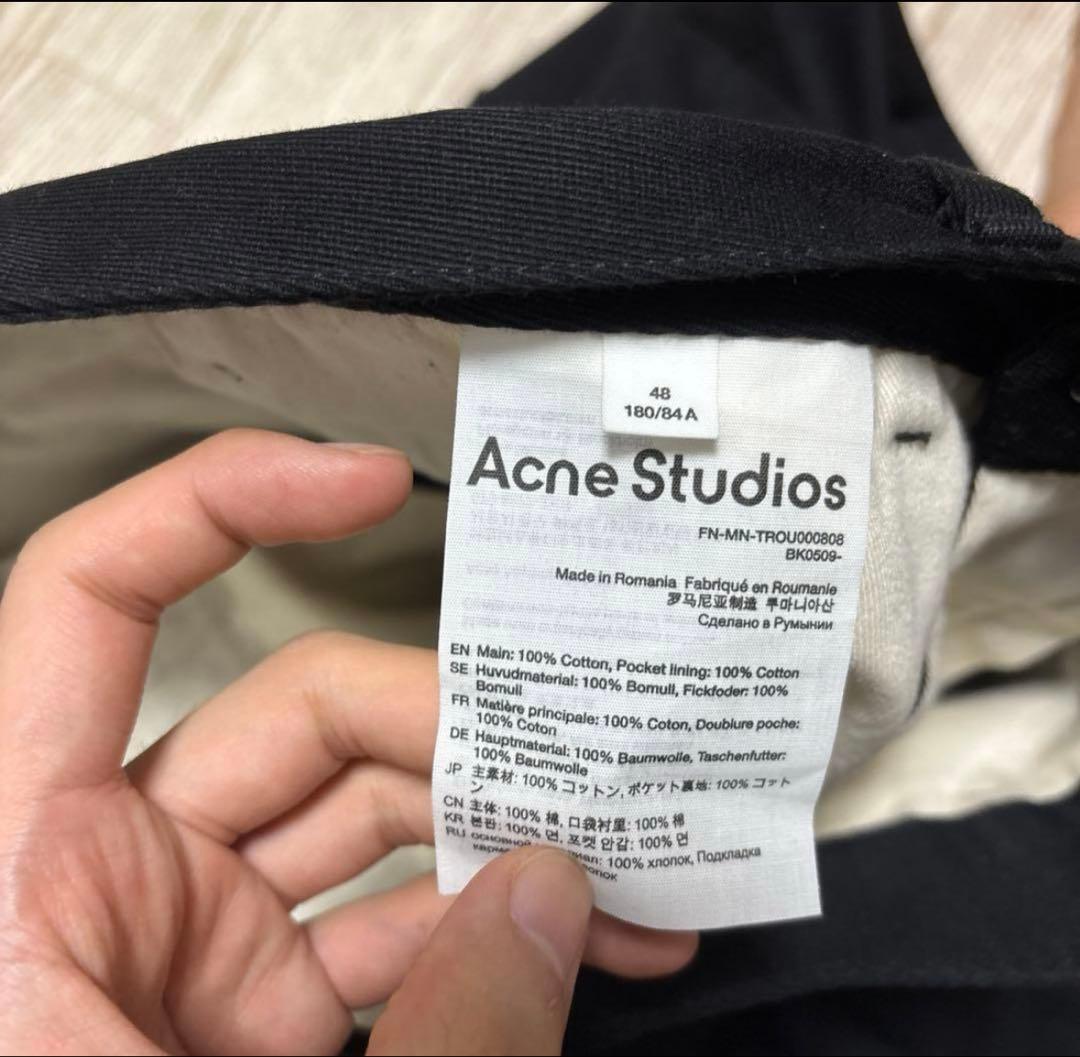 48
180/84 A
Acne Studios
FN-MN-TROU000808
BK0509-
Made in Romania Fabriqué en Roumanie
罗马尼亚制造 루마니아산
Сделано в Румынии
EN Main: 100% Cotton, Pocket lining: 100% Cotton
SE Huvudmaterial: 100% Bomull, Fickfoder: 100%
Bomull
FR Matière principale: 100% Coton, Doublure poche:
100% Coton
DE Hauptmaterial: 100% Baumwolle, Taschenfutter:
100% Baumwolle
JP 主素材: 100% コットン, ポケット裏地: 100% コット
ン
CN 主体: 100% 棉, 口袋衬里: 100% 棉
KR 본판: 100% 면, 포켓 안감: 100% 면
RU 100% хлопок, Подкладка